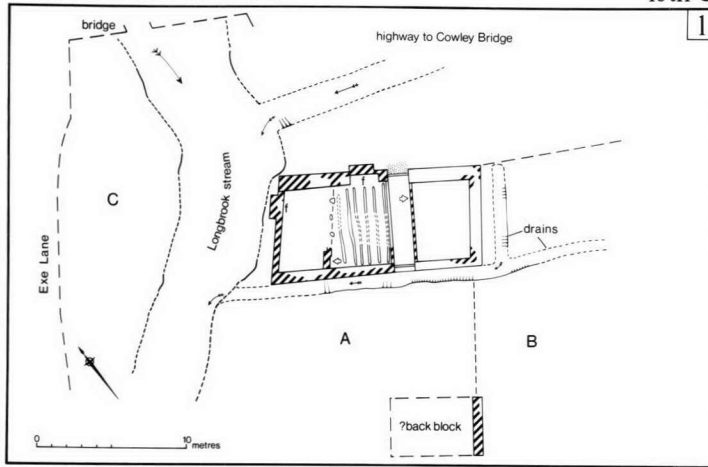 1
bridge
highway to Cowley Bridge
Longbrook stream
C
Exe Lane
f
f
drains
A
B
?back block
0 10
metres